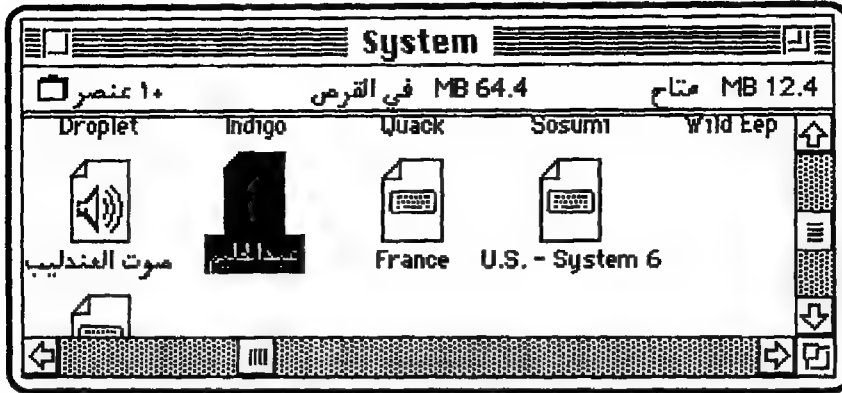 System
12.4 MB متاح 64.4 MB في القرص ١٠ عنصر
Droplet Indigo Quack Sosumi Wild Eep
صوت العندليب عبدالحليم France U.S. - System 6